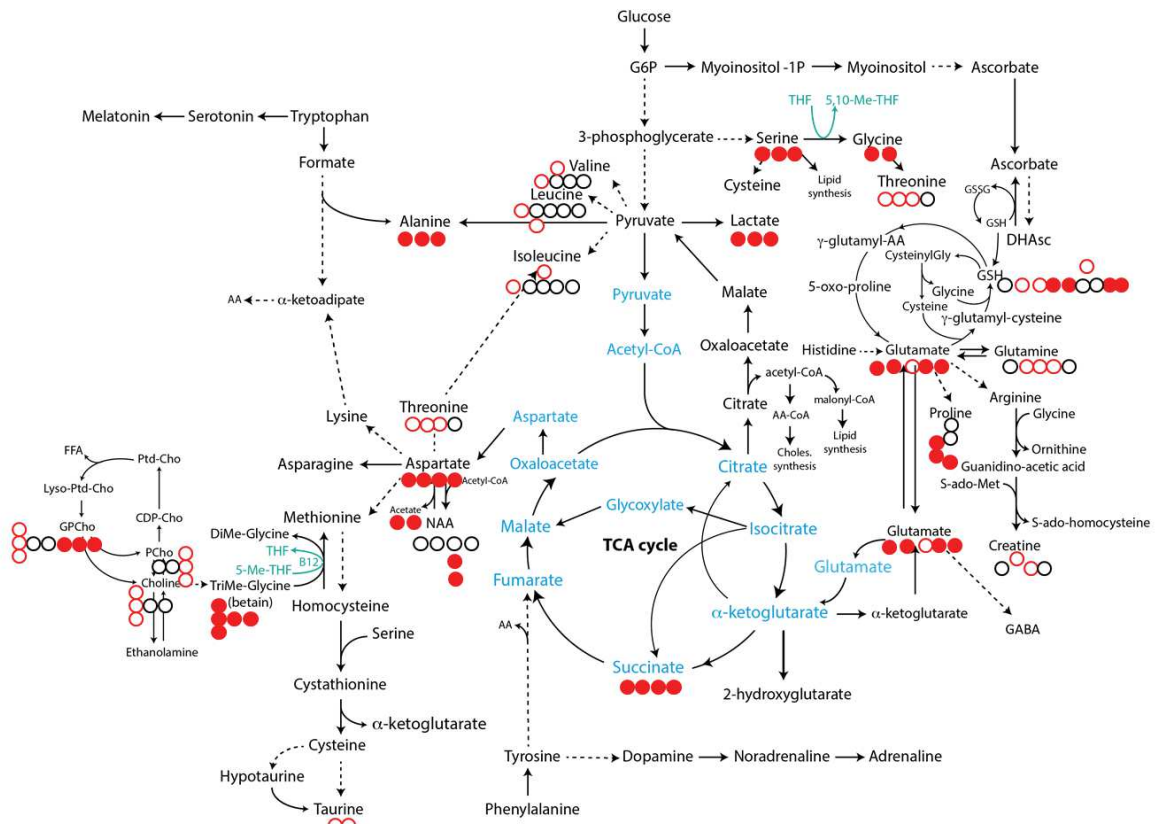 Glucose
G6P
Myoinositol -1P
Myoinositol
Ascorbate
THF
5,10-Me-THF
Melatonin
Serotonin
Tryptophan
3-phosphoglycerate
Serine
Glycine
Formate
Valine
Cysteine
Lipid
synthesis
Threonine
Ascorbate
GSSG
Leucine
Alanine
Pyruvate
Lactate
GSH
DHAsc
γ-glutamyl-AA
Isoleucine
CysteinylGly
GSH
5-oxo-proline
Glycine
Cysteine
AA
α-ketoadipate
Pyruvate
Malate
γ-glutamyl-cysteine
Acetyl-CoA
Oxaloacetate
Histidine
Glutamate
Glutamine
acetyl-CoA
Citrate
malonyl-CoA
AA-CoA
Arginine
Lysine
Threonine
Aspartate
Lipid
synthesis
Choles.
synthesis
Proline
Glycine
Ornithine
FFA
Ptd-Cho
Asparagine
Aspartate
Acetyl-CoA
Oxaloacetate
Citrate
Guanidino-acetic acid
S-ado-Met
Lyso-Ptd-Cho
Acetate
NAA
Glycoxylate
CDP-Cho
Methionine
Malate
Isocitrate
S-ado-homocysteine
GPCho
DiMe-Glycine
TCA cycle
Glutamate
Creatine
PCho
THF
B12
5-Me-THF
Glutamate
Choline
TriMe-Glycine
(betain)
Fumarate
Homocysteine
α-ketoglutarate
α-ketoglutarate
AA
GABA
Serine
Ethanolamine
Succinate
Cystathionine
2-hydroxyglutarate
α-ketoglutarate
Cysteine
Tyrosine
Dopamine
Noradrenaline
Adrenaline
Hypotaurine
Taurine
Phenylalanine